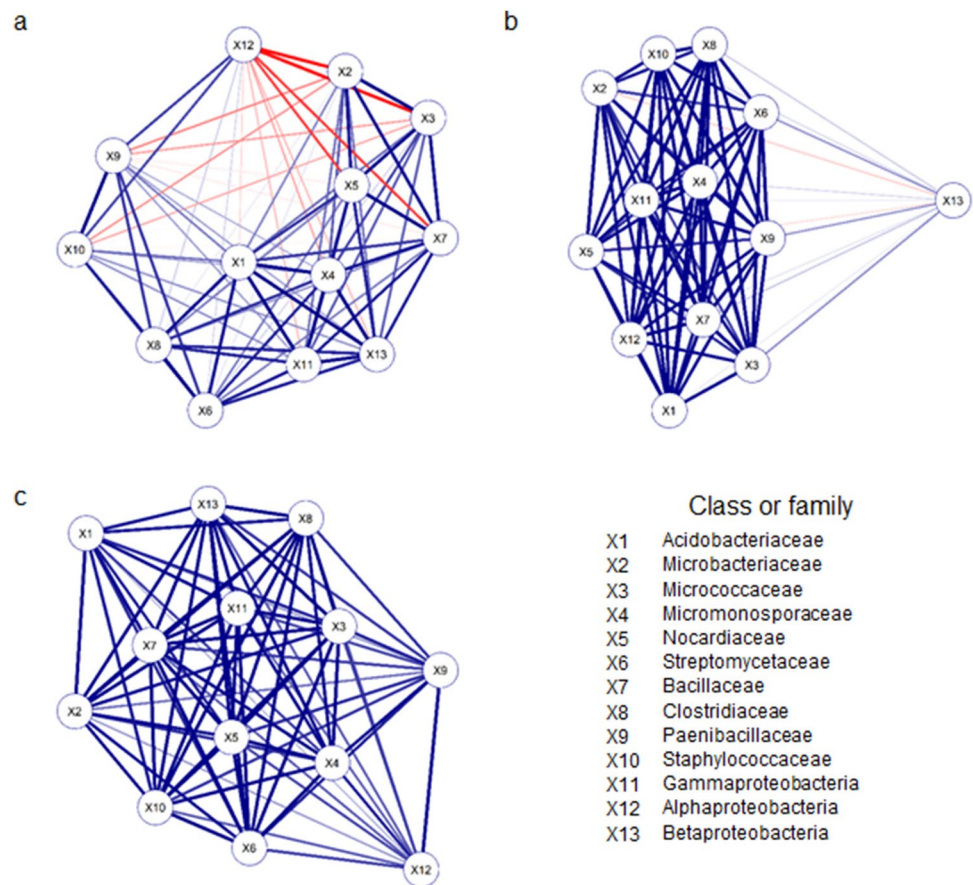 a
X12
X2
X3
X9
X5
X7
X10
X1
X4
X8
X11
X13
X6
b
X10
X8
X2
X6
X4
X11
X13
X5
X9
X7
X12
X3
X1
c
X13
X1
X8
X11
X3
X7
X9
X2
X5
X4
X10
X6
X12
Class or family
X1 Acidobacteriaceae
X2 Microbacteriaceae
X3 Micrococcaceae
X4 Micromonosporaceae
X5 Nocardiaceae
X6 Streptomycetaceae
X7 Bacillaceae
X8 Clostridiaceae
X9 Paenibacillaceae
X10 Staphylococcaceae
X11 Gammaproteobacteria
X12 Alphaproteobacteria
X13 Betaproteobacteria